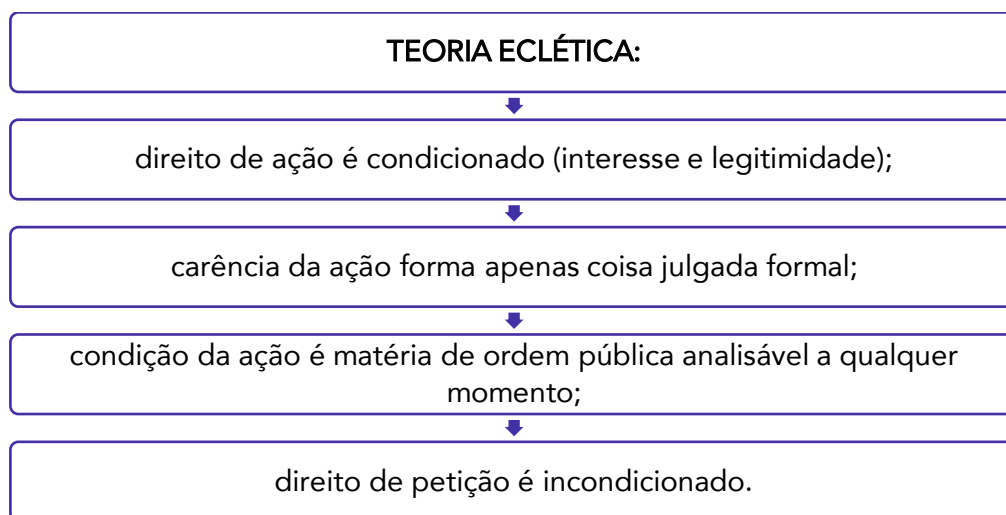 TEORIA ECLÉTICA:
direito de ação é condicionado (interesse e legitimidade);
carência da ação forma apenas coisa julgada formal;
condição da ação é matéria de ordem pública analisável a qualquer
momento;
direito de petição é incondicionado.